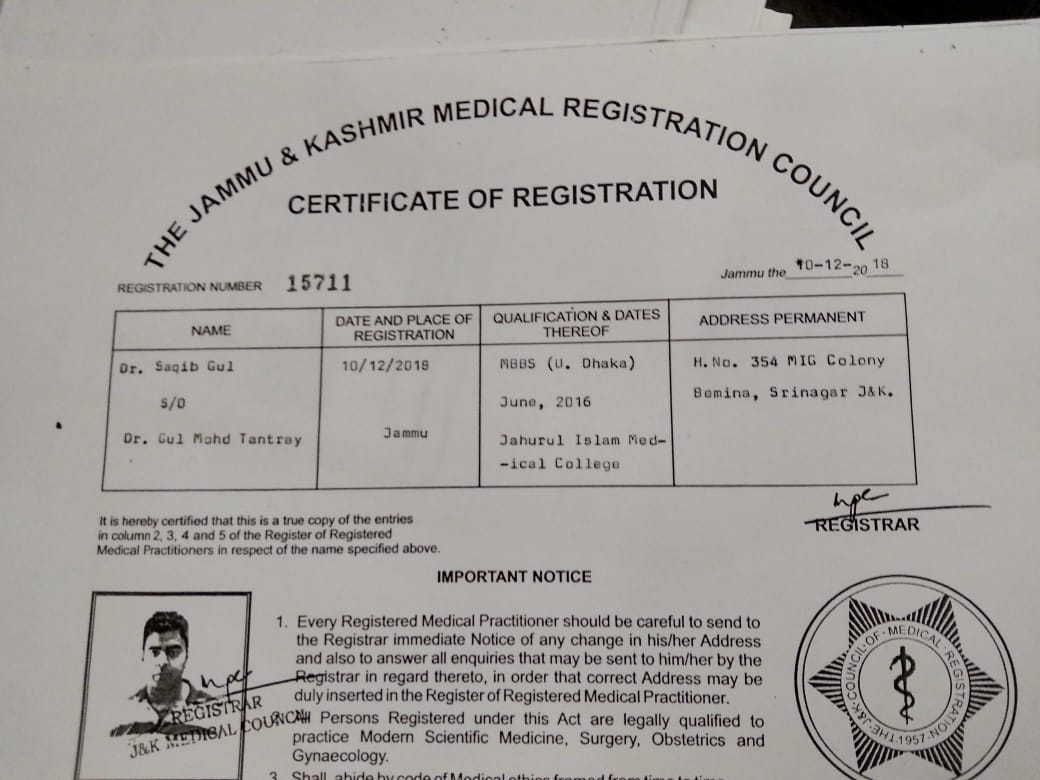 THE JAMMU & KASHMIR MEDICAL REGISTRATION COUNCIL
CERTIFICATE OF REGISTRATION
REGISTRATION NUMBER 15711
Jammu the 10-12-2018
NAME
DATE AND PLACE OF
REGISTRATION
QUALIFICATION & DATES
THEREOF
ADDRESS PERMANENT
Dr. Saqib Gul
S/O
Dr. Gul Mohd Tantray
10/12/2018
Jammu
MBBS (U. Dhaka)
June, 2016
Jahurul Islam Med-
-ical College
H.No. 354 MIG Colony
Bemina, Srinagar J&K.
REGISTRAR
It is hereby certified that this is a true copy of the entries
in column 2, 3, 4 and 5 of the Register of Registered
Medical Practitioners in respect of the name specified above.
IMPORTANT NOTICE
1. Every Registered Medical Practitioner should be careful to send to
the Registrar immediate Notice of any change in his/her Address
and also to answer all enquiries that may be sent to him/her by the
Registrar in regard thereto, in order that correct Address may be
duly inserted in the Register of Registered Medical Practitioner.
All Persons Registered under this Act are legally qualified to
practice Modern Scientific Medicine, Surgery, Obstetrics and
Gynaecology.
3. Shall abide by code of Medical ethics framed from time to time
REGISTRAR
J&K MEDICAL COUNCIL
THE J&K COUNCIL OF MEDICAL REGISTRATION
1957